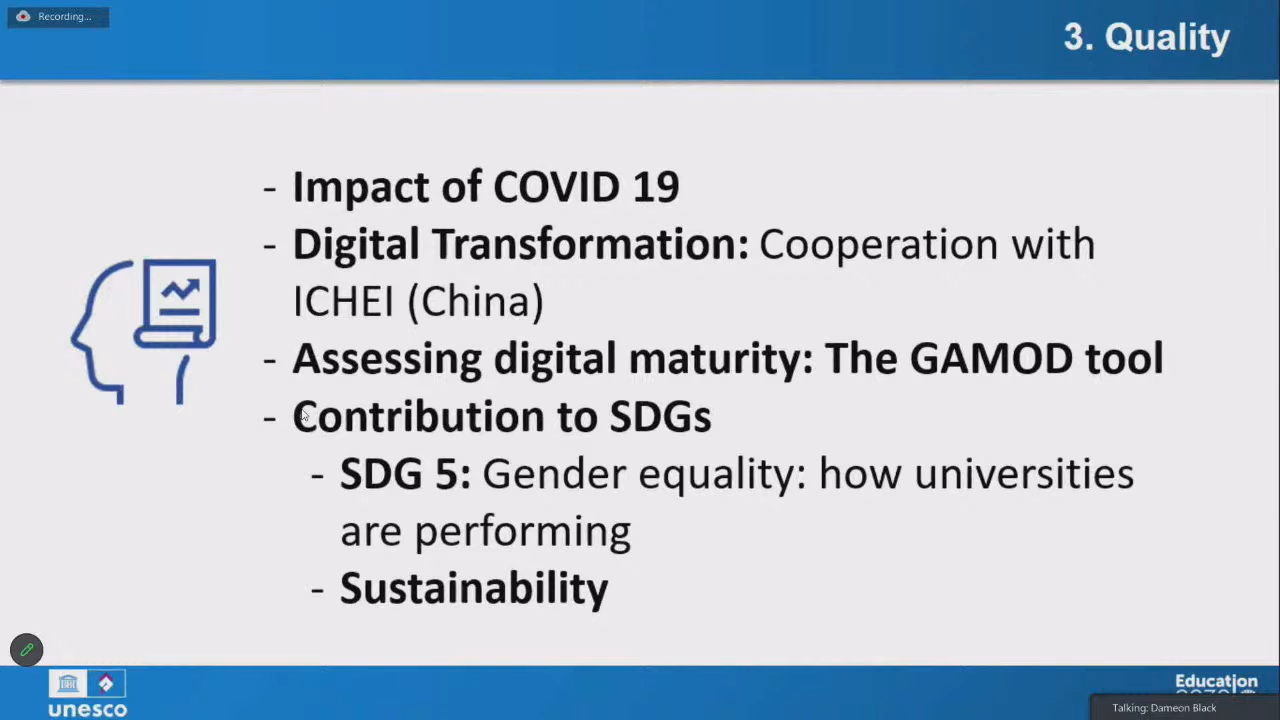 Recording...
3. Quality
- Impact of COVID 19
- Digital Transformation: Cooperation with
ICHEI (China)
- Assessing digital maturity: The GAMOD tool
- Contribution to SDGs
- SDG 5: Gender equality: how universities
are performing
- Sustainability
unesco
Education
Talking: Dameon Black